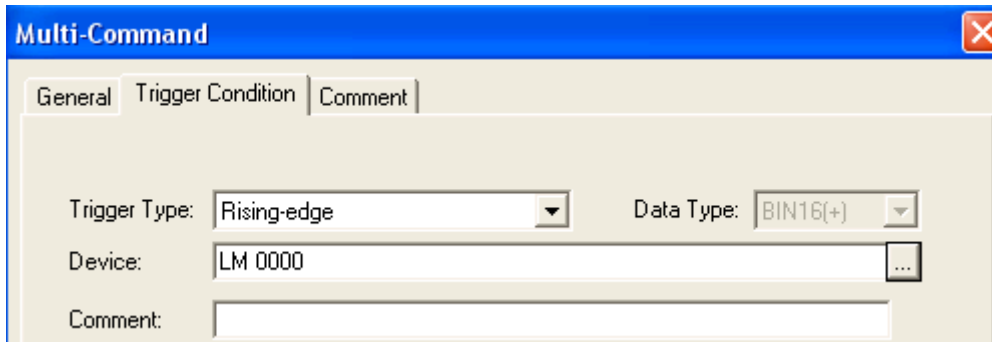 Multi-Command
General Trigger Condition Comment
Trigger Type: Rising-edge Data Type: BIN16(+)
Device: LM 0000 ...
Comment: